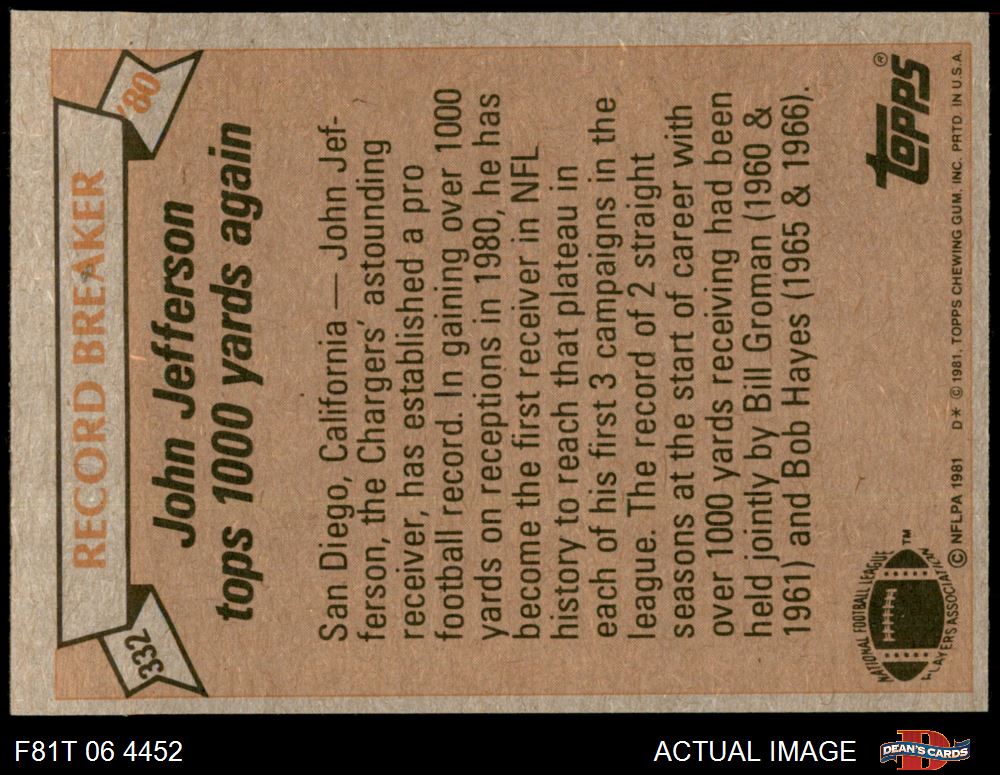 RECORD BREAKER
332
'80
John Jefferson
tops 1000 yards again
San Diego, California — John Jef-
ferson, the Chargers' astounding
receiver, has established a pro
football record. In gaining over 1000
yards on receptions in 1980, he has
become the first receiver in NFL
history to reach that plateau in
each of his first 3 campaigns in the
league. The record of 2 straight
seasons at the start of career with
over 1000 yards receiving had been
held jointly by Bill Groman (1960 &
1961) and Bob Hayes (1965 & 1966).
NATIONAL FOOTBALL LEAGUE
PLAYERS ASSOCIATION
™
topps®
© NFLPA 1981 D* © 1981, TOPPS CHEWING GUM, INC. PRTD IN U.S.A.
F81T 06 4452
ACTUAL IMAGE
D
DEAN'S CARDS